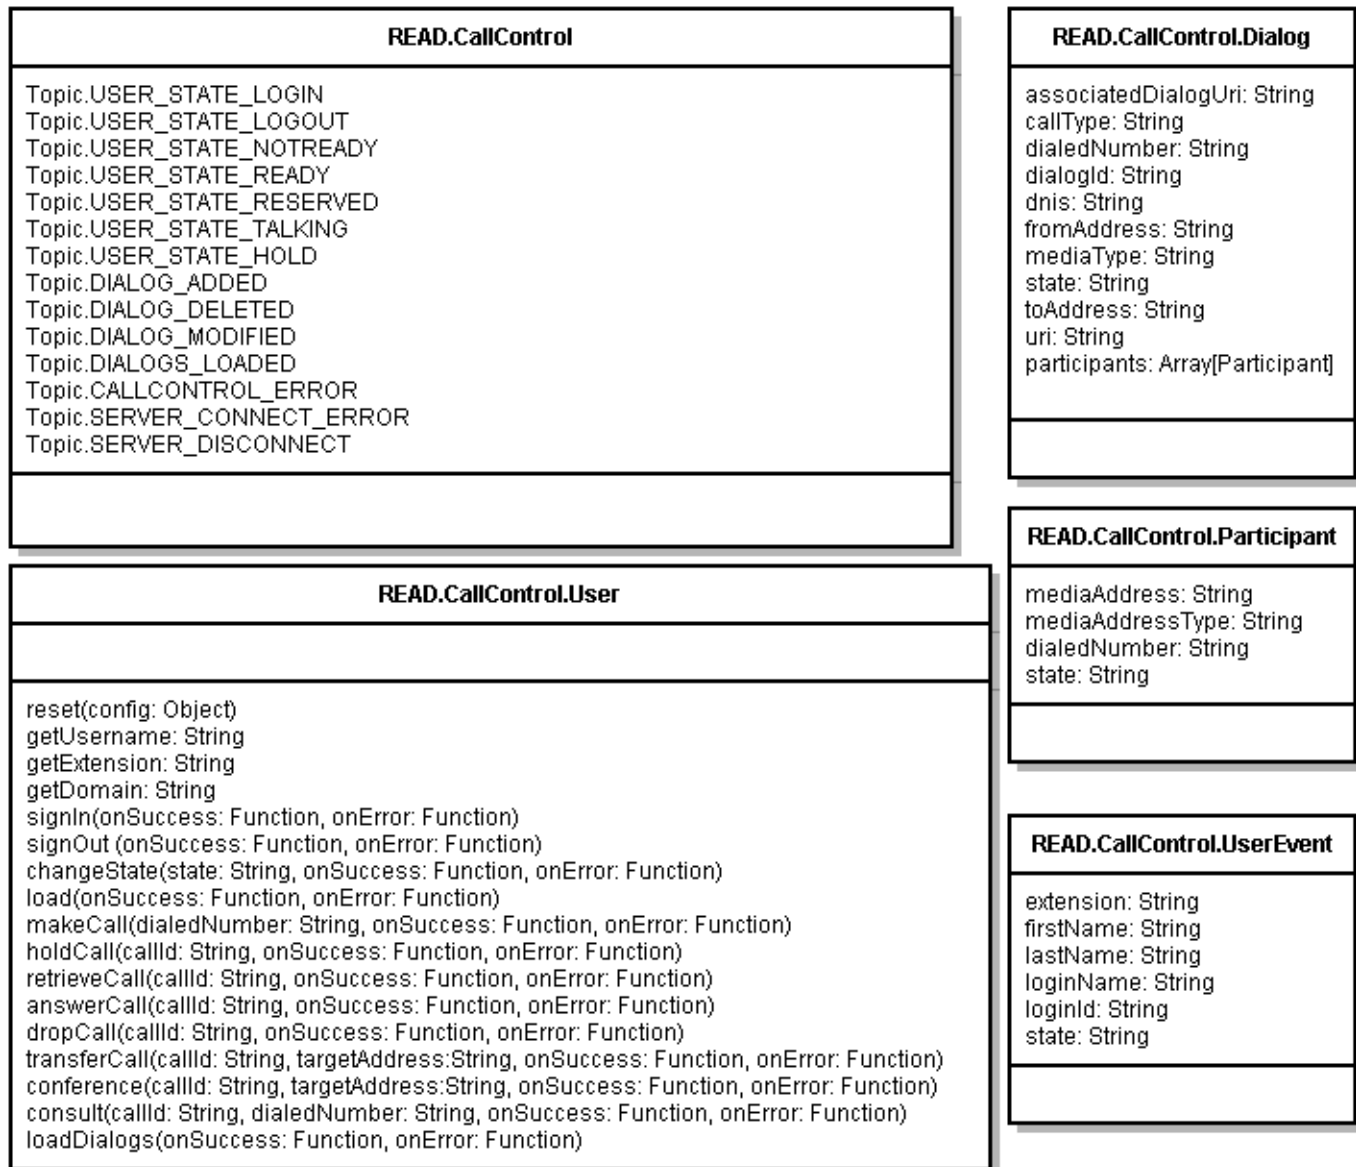 READ.CallControl
Topic.USER_STATE_LOGIN
Topic.USER_STATE_LOGOUT
Topic.USER_STATE_NOTREADY
Topic.USER_STATE_READY
Topic.USER_STATE_RESERVED
Topic.USER_STATE_TALKING
Topic.USER_STATE_HOLD
Topic.DIALOG_ADDED
Topic.DIALOG_DELETED
Topic.DIALOG_MODIFIED
Topic.DIALOGS_LOADED
Topic.CALLCONTROL_ERROR
Topic.SERVER_CONNECT_ERROR
Topic.SERVER_DISCONNECT
READ.CallControl.User
reset(config: Object)
getUsername: String
getExtension: String
getDomain: String
signIn(onSuccess: Function, onError: Function)
signOut (onSuccess: Function, onError: Function)
changeState(state: String, onSuccess: Function, onError: Function)
load(onSuccess: Function, onError: Function)
makeCall(dialedNumber: String, onSuccess: Function, onError: Function)
holdCall(callId: String, onSuccess: Function, onError: Function)
retrieveCall(callId: String, onSuccess: Function, onError: Function)
answerCall(callId: String, onSuccess: Function, onError: Function)
dropCall(callId: String, onSuccess: Function, onError: Function)
transferCall(callId: String, targetAddress:String, onSuccess: Function, onError: Function)
conference(callId: String, targetAddress:String, onSuccess: Function, onError: Function)
consult(callId: String, dialedNumber: String, onSuccess: Function, onError: Function)
loadDialogs(onSuccess: Function, onError: Function)
READ.CallControl.Dialog
associatedDialogUri: String
callType: String
dialedNumber: String
dialogId: String
dnis: String
fromAddress: String
mediaType: String
state: String
toAddress: String
uri: String
participants: Array[Participant]
READ.CallControl.Participant
mediaAddress: String
mediaAddressType: String
dialedNumber: String
state: String
READ.CallControl.UserEvent
extension: String
firstName: String
lastName: String
loginName: String
loginId: String
state: String